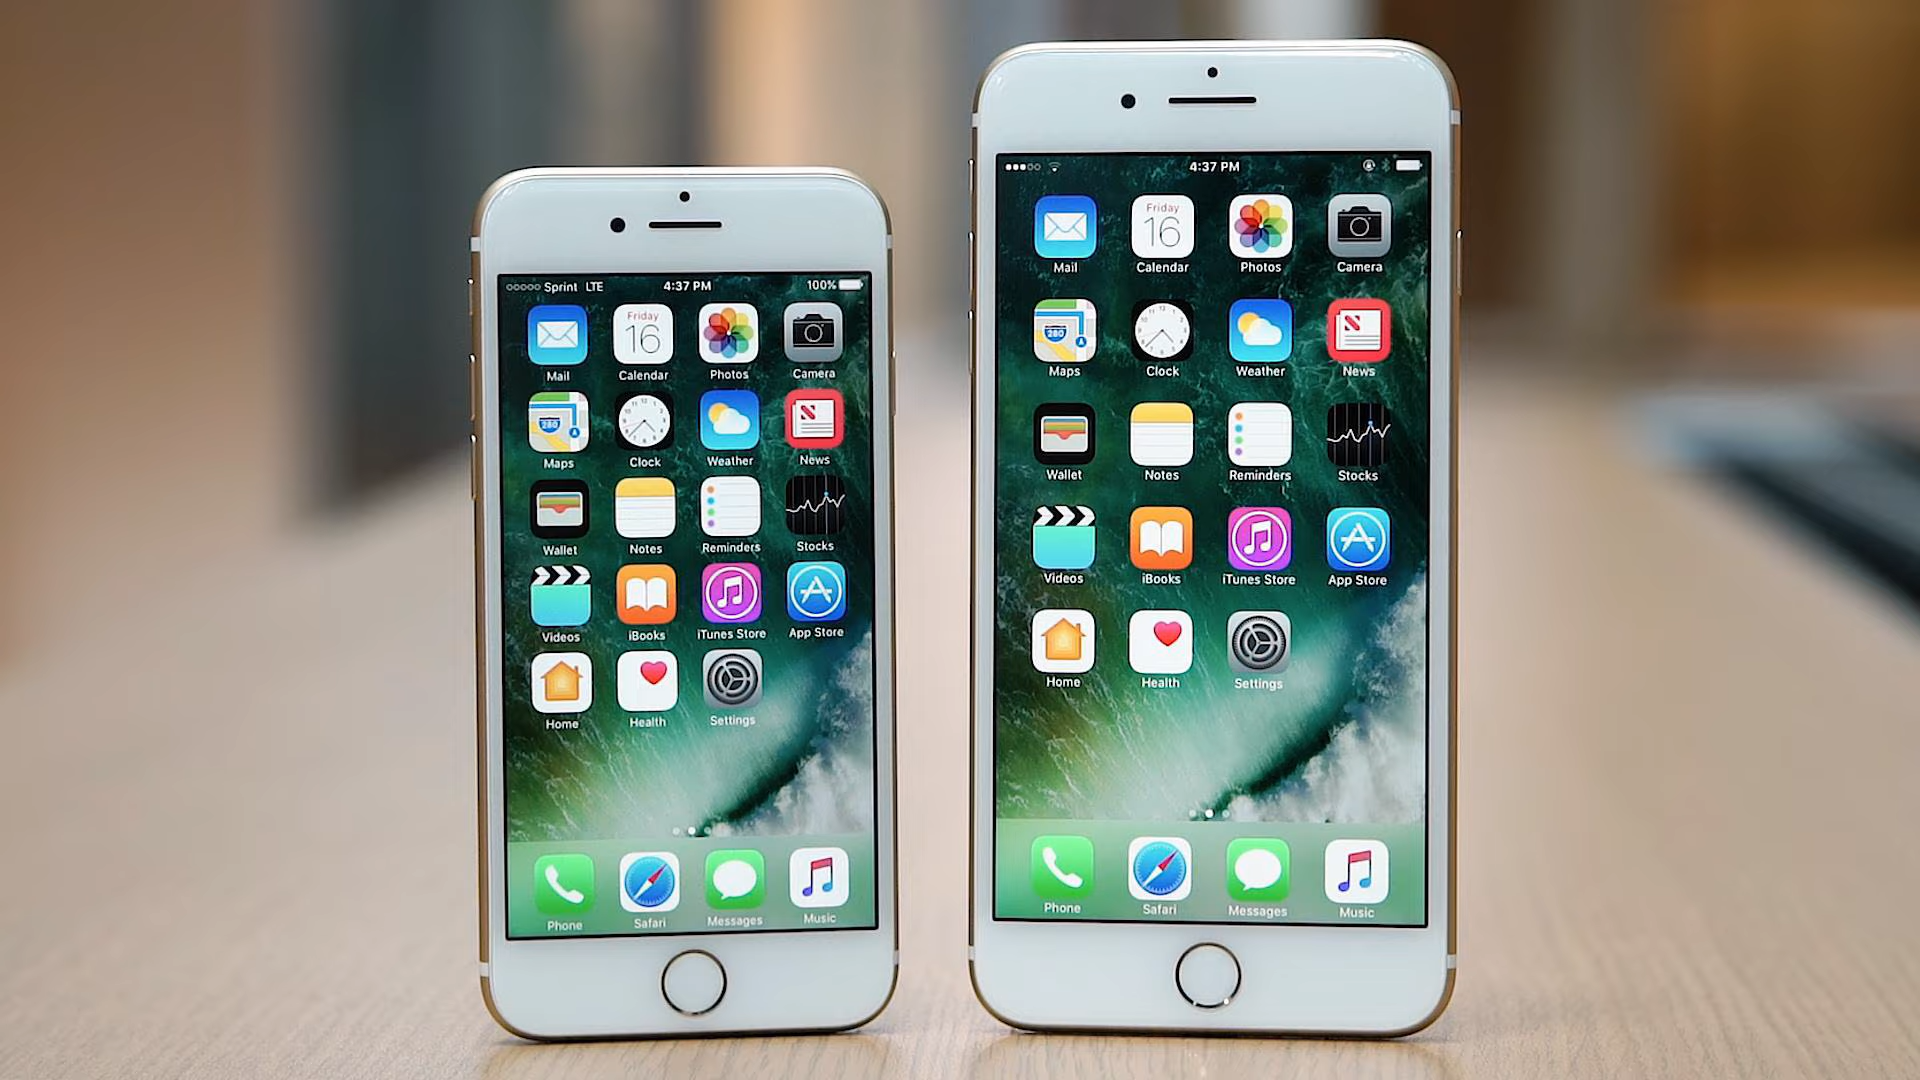 Sprint LTE 4:37 PM 100%
Friday
16
Mail Calendar Photos Camera
280
Maps Clock Weather News
Wallet Notes Reminders Stocks
Videos iBooks iTunes Store App Store
Home Health Settings
Phone Safari Messages Music
4:37 PM
Friday
16
Mail Calendar Photos Camera
280
Maps Clock Weather News
Wallet Notes Reminders Stocks
Videos iBooks iTunes Store App Store
Home Health Settings
Phone Safari Messages Music